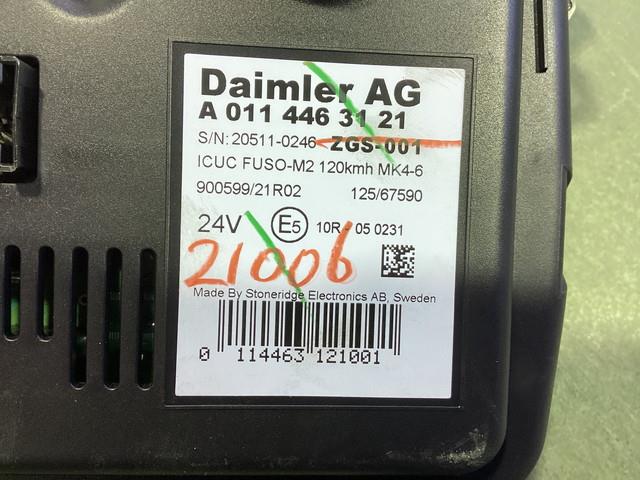 Daimler AG
A 011 446 31 21
S/N: 20511-0246 ZGS-001
ICUC FUSO-M2 120kmh MK4-6
900599/21R02 125/67590
24V E5 10R - 05 0231
21006
Made By Stoneridge Electronics AB, Sweden
0 114463 121001